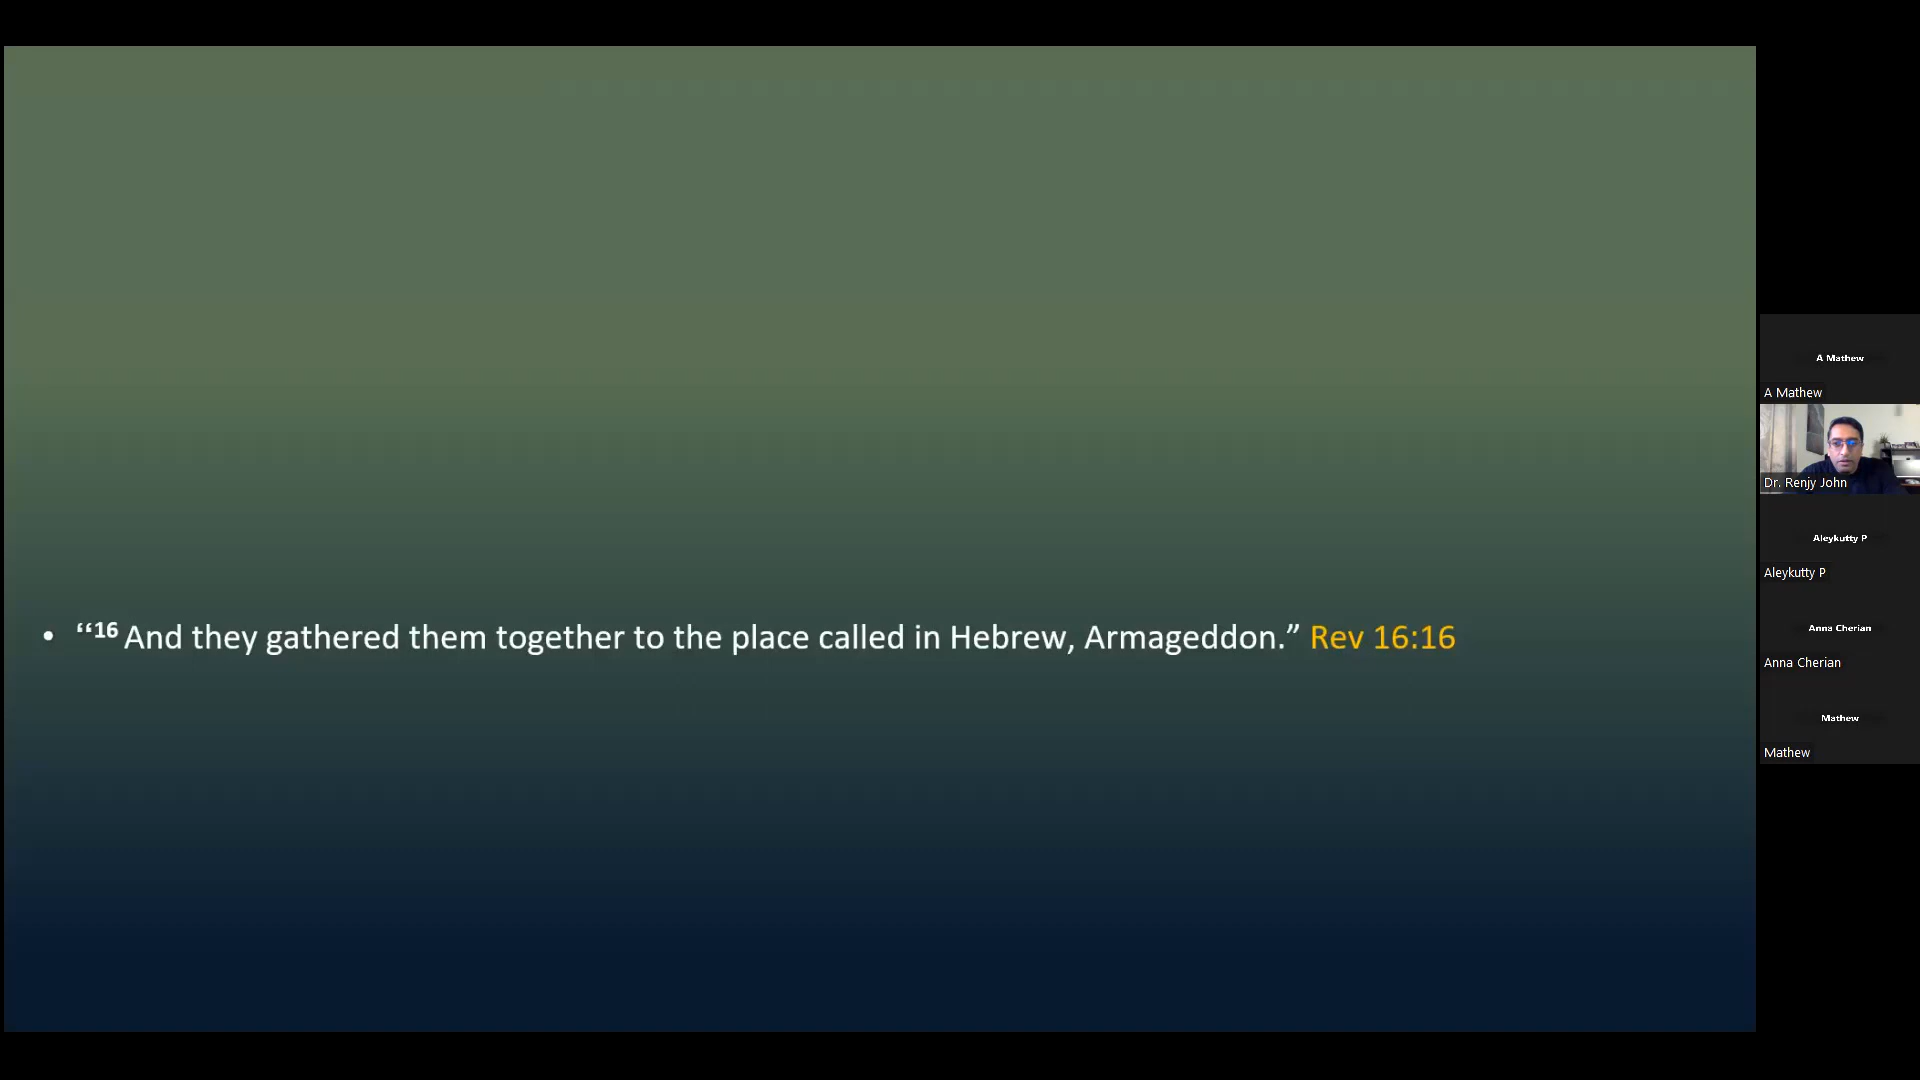 • “¹⁶ And they gathered them together to the place called in Hebrew, Armageddon.” Rev 16:16
A Mathew
A Mathew
Dr. Renjy John
Aleykutty P
Aleykutty P
Anna Cherian
Anna Cherian
Mathew
Mathew